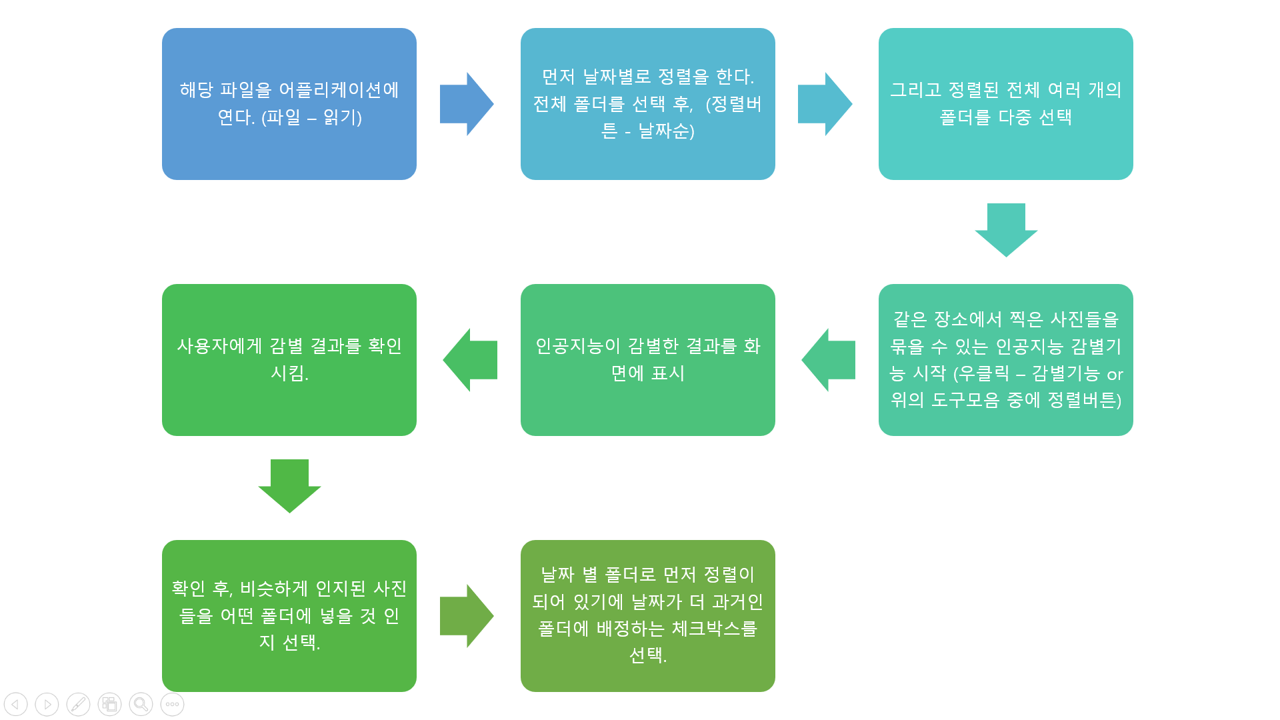 해당 파일을 어플리케이션에
연다. (파일 – 읽기)
먼저 날짜별로 정렬을 한다.
전체 폴더를 선택 후, (정렬버
튼 - 날짜순)
그리고 정렬된 전체 여러 개의
폴더를 다중 선택
같은 장소에서 찍은 사진들을
묶을 수 있는 인공지능 감별기
능 시작 (우클릭 – 감별기능 or
위의 도구모음 중에 정렬버튼)
인공지능이 감별한 결과를 화
면에 표시
사용자에게 감별 결과를 확인
시킴.
확인 후, 비슷하게 인지된 사진
들을 어떤 폴더에 넣을 것 인
지 선택.
날짜 별 폴더로 먼저 정렬이
되어 있기에 날짜가 더 과거인
폴더에 배정하는 체크박스를
선택.